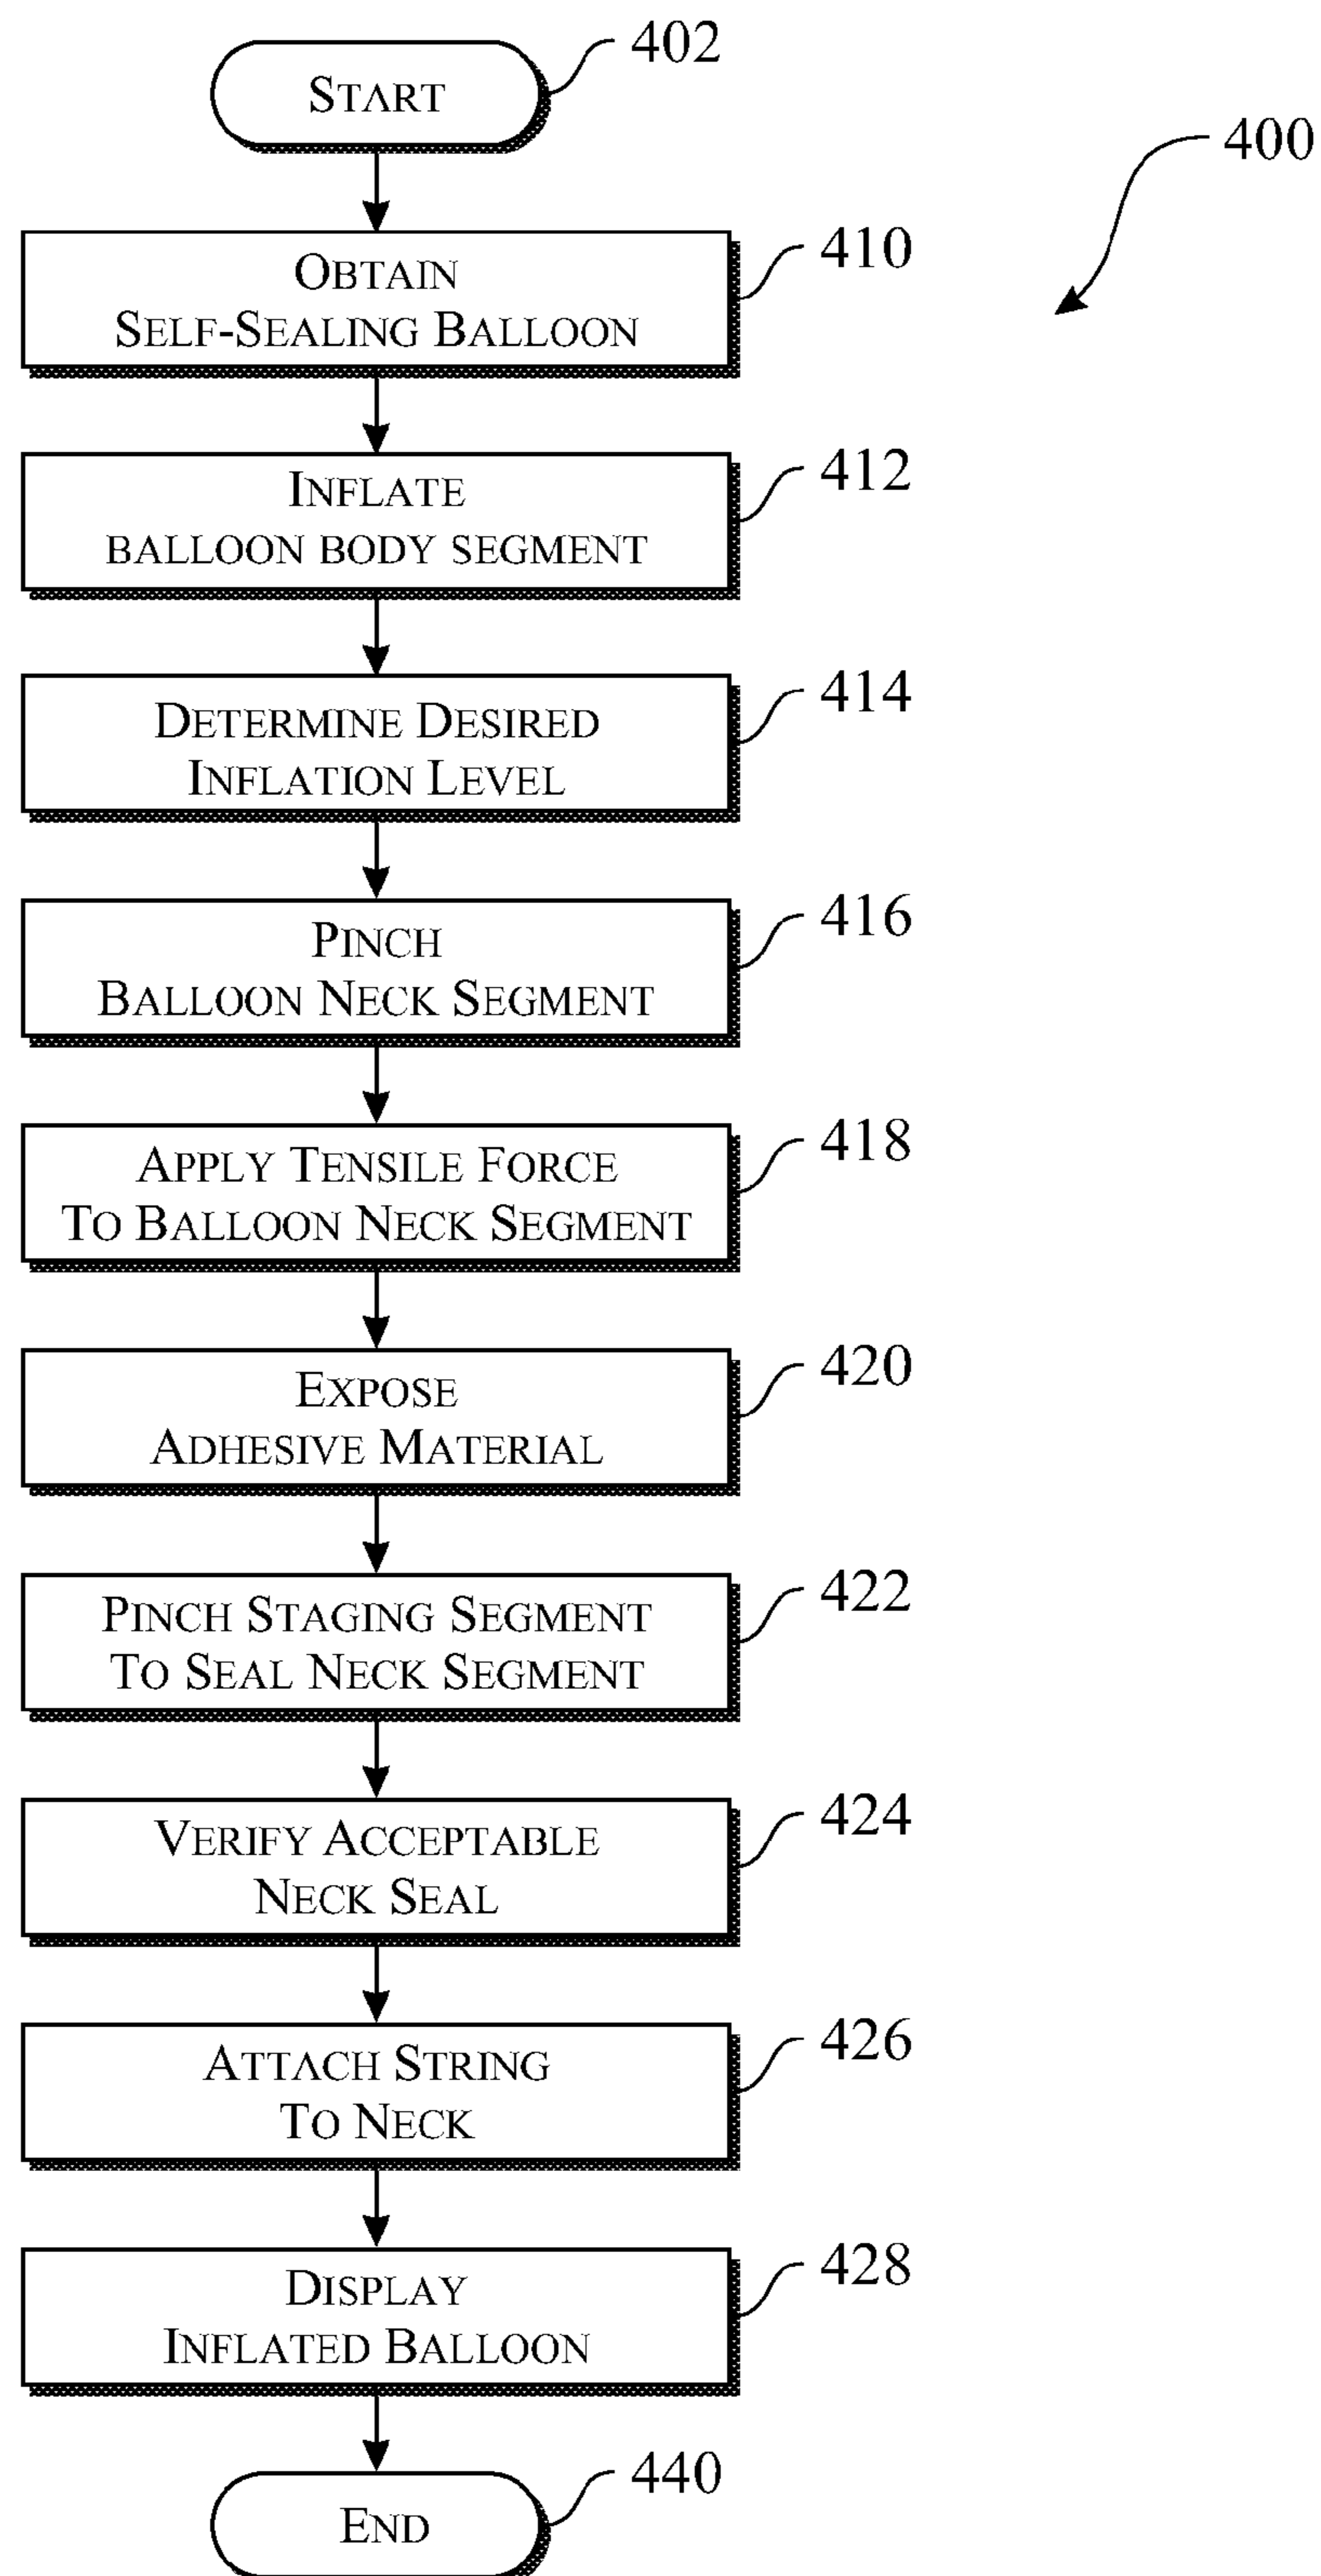 START
402
400
OBTAIN
SELF-SEALING BALLOON
410
INFLATE
BALLOON BODY SEGMENT
412
DETERMINE DESIRED
INFLATION LEVEL
414
PINCH
BALLOON NECK SEGMENT
416
APPLY TENSILE FORCE
TO BALLOON NECK SEGMENT
418
EXPOSE
ADHESIVE MATERIAL
420
PINCH STAGING SEGMENT
TO SEAL NECK SEGMENT
422
VERIFY ACCEPTABLE
NECK SEAL
424
ATTACH STRING
TO NECK
426
DISPLAY
INFLATED BALLOON
428
END
440